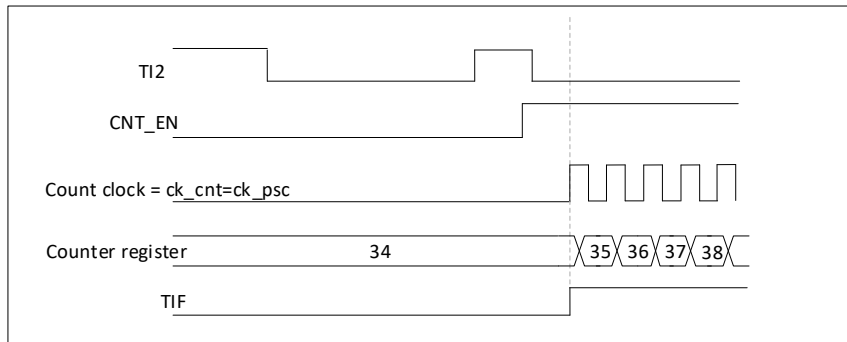 TI2
CNT_EN
Count clock = ck_cnt=ck_psc
Counter register 34 35 36 37 38
TIF